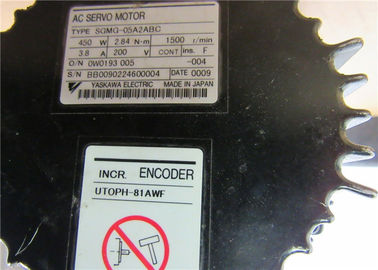 AC SERVO MOTOR
TYPE SGMG-05A2ABC
450 W 2.84 N·m 1500 r/min
3.8 A 200 V CONT ins. F
O/N 0W0193 005 -004
S/N BB0090224600004 DATE 0009
YASKAWA ELECTRIC MADE IN JAPAN
INCR. ENCODER
UTOPH-81AWF